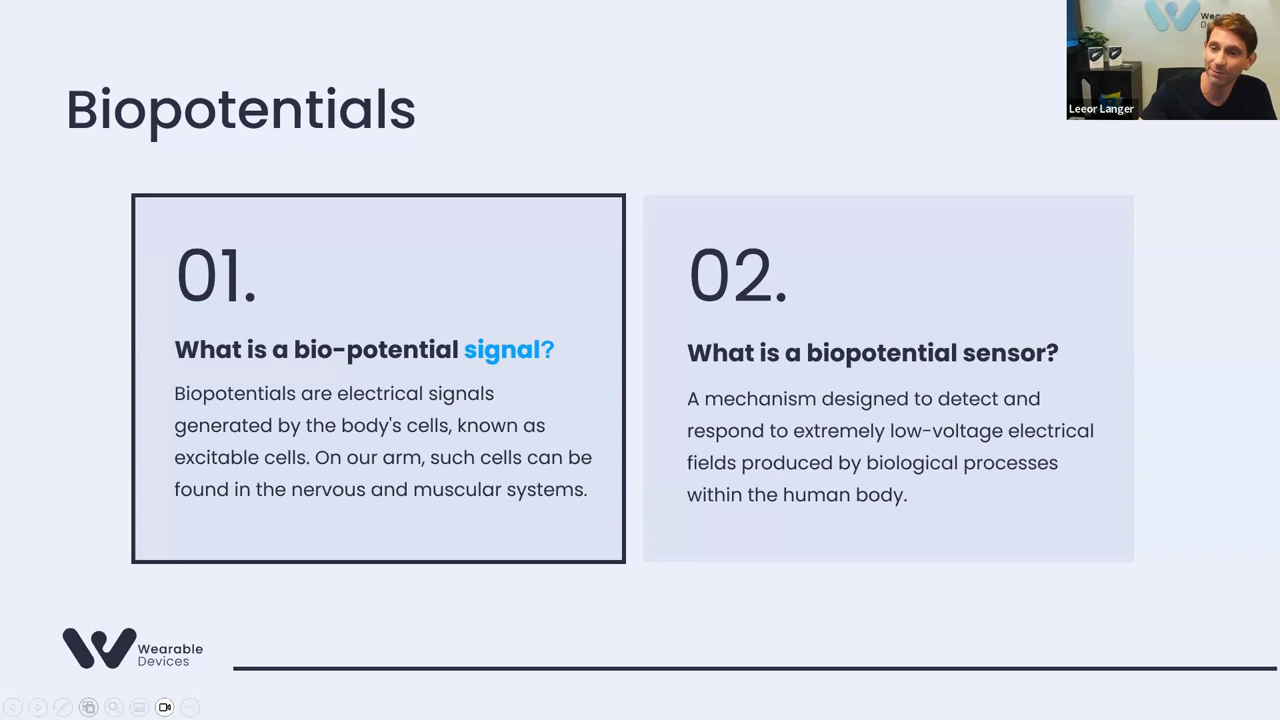 Biopotentials
Leeor Langer
01.
What is a bio-potential signal?
Biopotentials are electrical signals
generated by the body's cells, known as
excitable cells. On our arm, such cells can be
found in the nervous and muscular systems.
02.
What is a biopotential sensor?
A mechanism designed to detect and
respond to extremely low-voltage electrical
fields produced by biological processes
within the human body.
Wearable
Devices